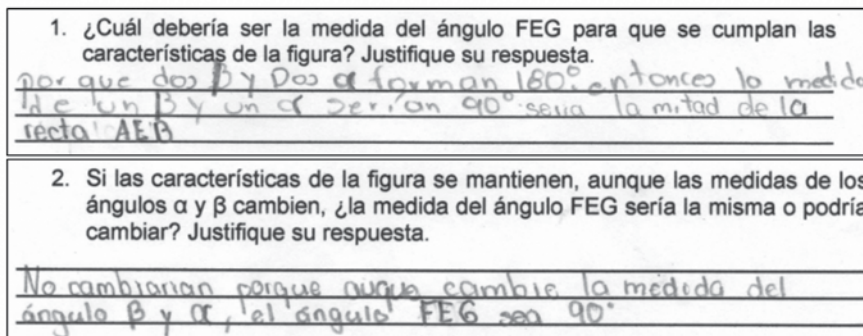 1. ¿Cuál debería ser la medida del ángulo FEG para que se cumplan las
características de la figura? Justifique su respuesta.
por que dos β y Dos α forman 180° entonces la medida
de un β y un α serían 90° seria la mitad de la
recta AEB
2. Si las características de la figura se mantienen, aunque las medidas de los
ángulos α y β cambien, ¿la medida del ángulo FEG sería la misma o podría
cambiar? Justifique su respuesta.
No cambiarian porque auque cambie la medida del
ángulo β y α, el ángulo FEG sea 90°